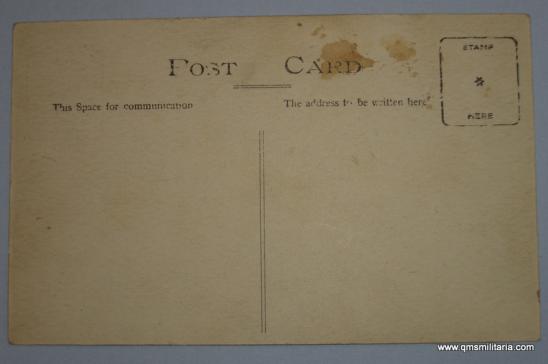 POST CARD
This Space for communication
The address to be written here
STAMP
HERE
www.qmsmilitaria.com